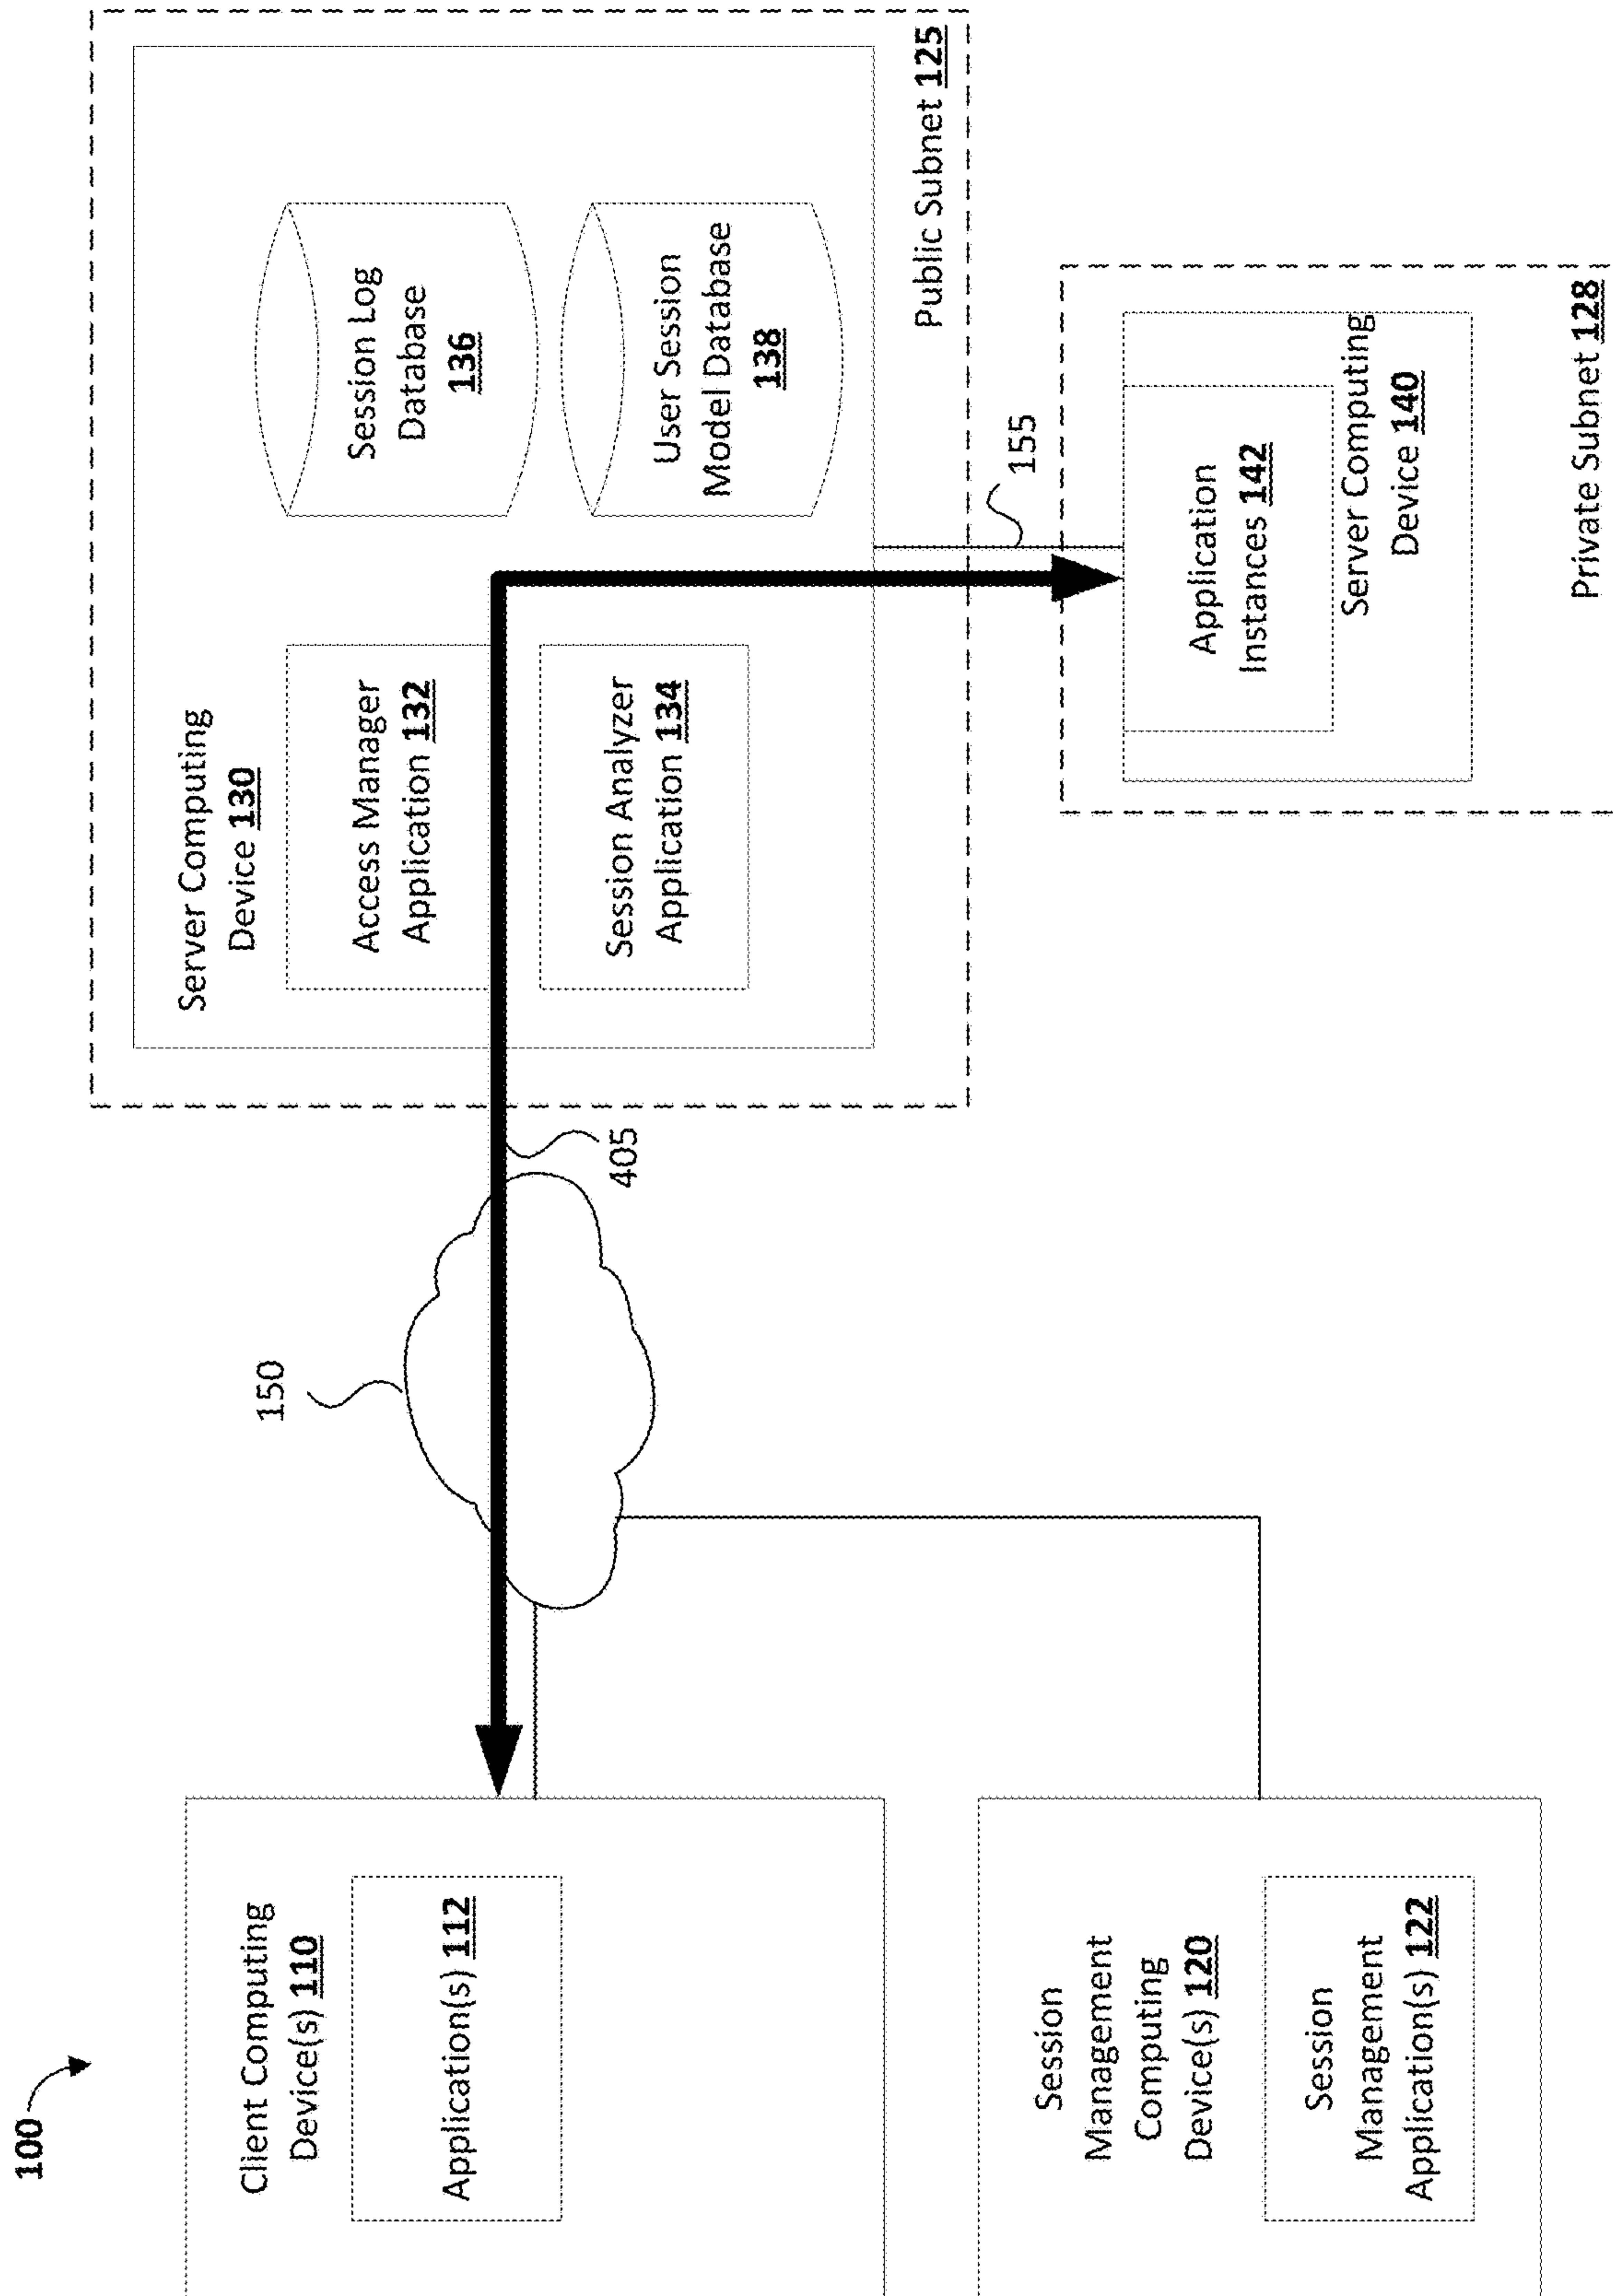 100
Client Computing
Device(s) 110
Application(s) 112
Session
Management
Computing
Device(s) 120
Session
Management
Application(s) 122
150
405
Server Computing
Device 130
Access Manager
Application 132
Session Analyzer
Application 134
Session Log
Database
136
User Session
Model Database
138
Public Subnet 125
155
Application
Instances 142
Server Computing
Device 140
Private Subnet 128